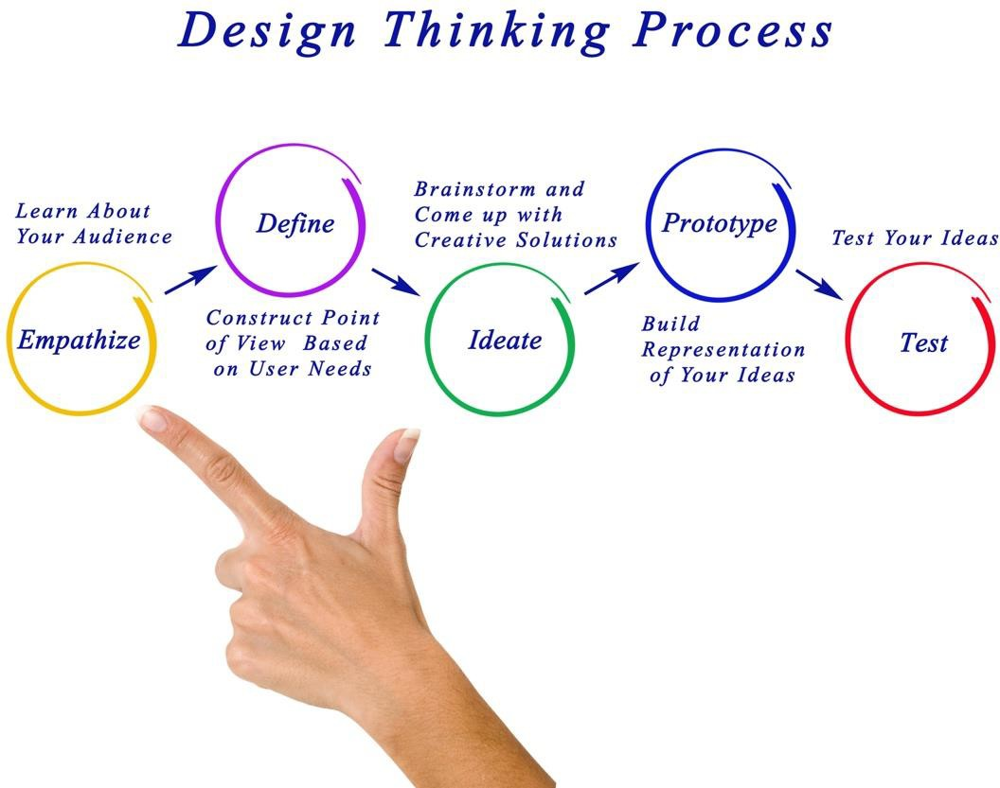 Design Thinking Process
Learn About
Your Audience
Empathize
Define
Construct Point
of View Based
on User Needs
Brainstorm and
Come up with
Creative Solutions
Ideate
Prototype
Build
Representation
of Your Ideas
Test Your Ideas
Test